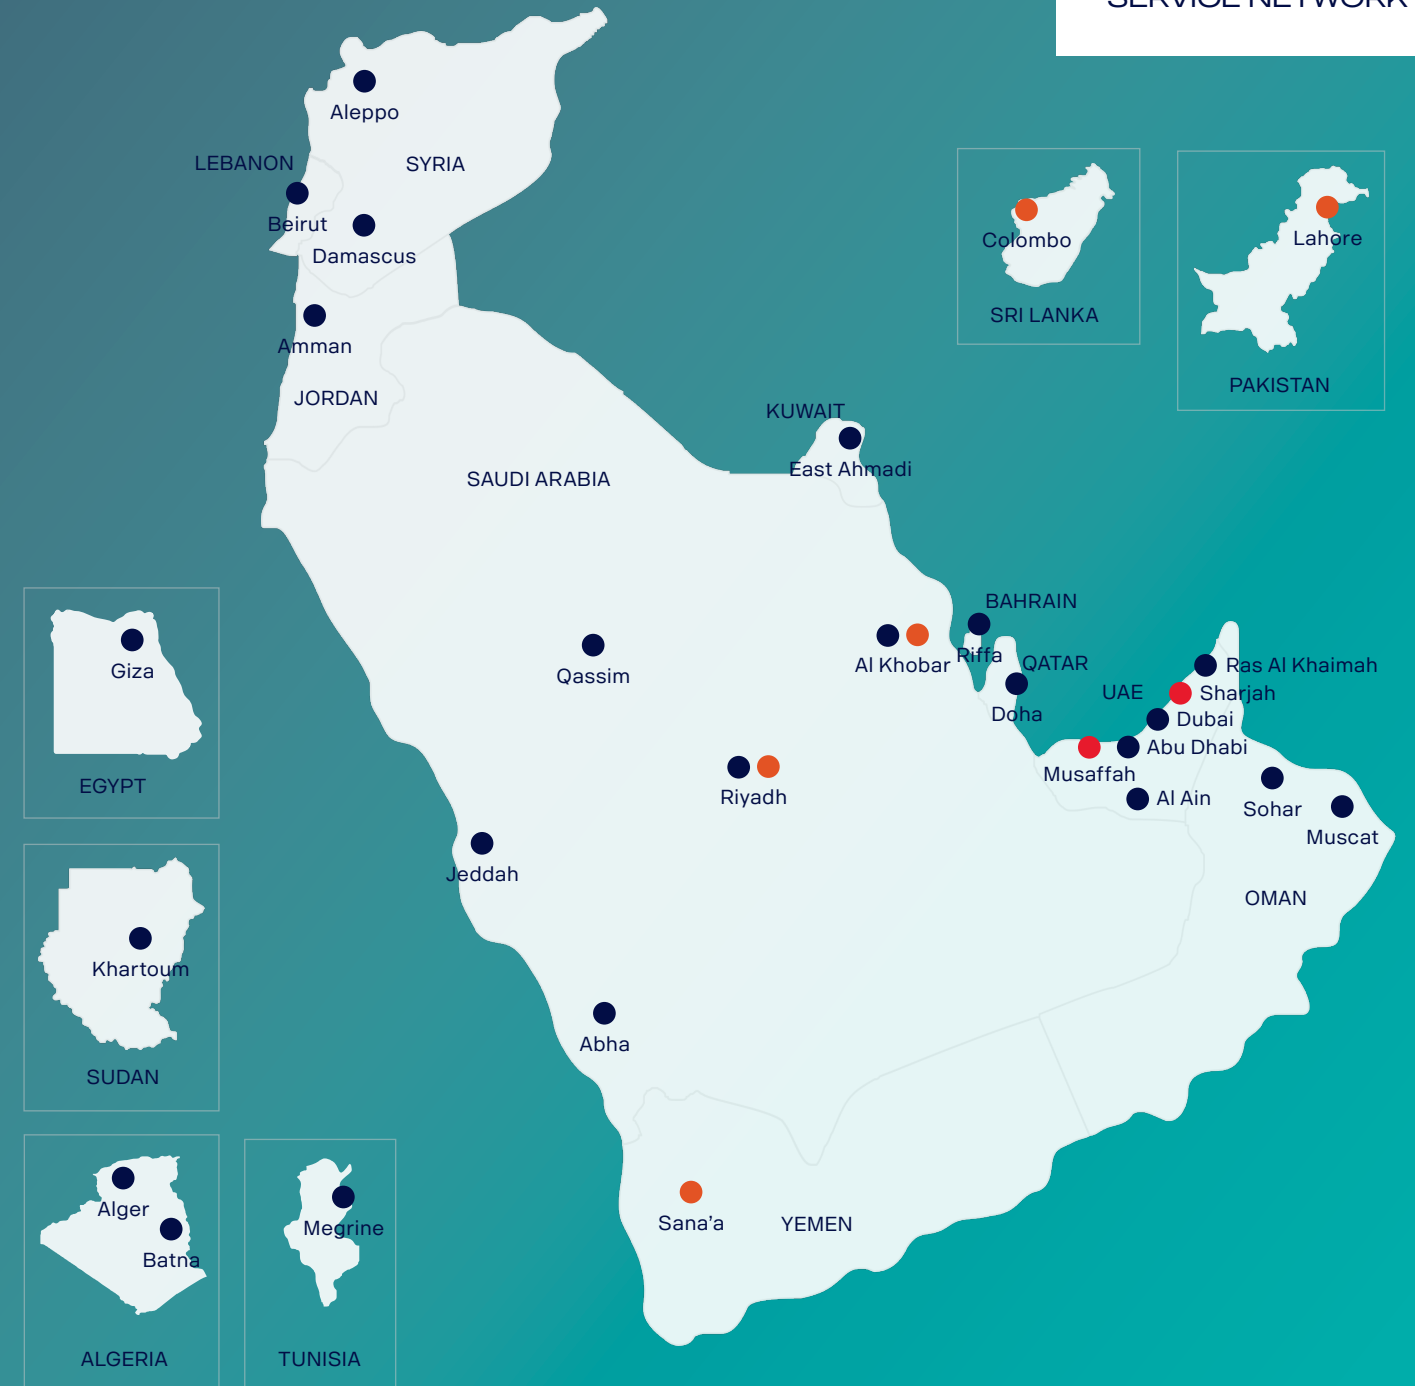 SERVICE NETWORK
Aleppo
LEBANON
SYRIA
Beirut
Damascus
Amman
JORDAN
Colombo
SRI LANKA
Lahore
PAKISTAN
KUWAIT
East Ahmadi
SAUDI ARABIA
BAHRAIN
Riffa
Al Khobar
Qassim
QATAR
Doha
UAE
Ras Al Khaimah
Sharjah
Dubai
Abu Dhabi
Musaffah
Al Ain
Sohar
Muscat
OMAN
Riyadh
Jeddah
Abha
Sana’a
YEMEN
Giza
EGYPT
Khartoum
SUDAN
Alger
Batna
ALGERIA
Megrine
TUNISIA